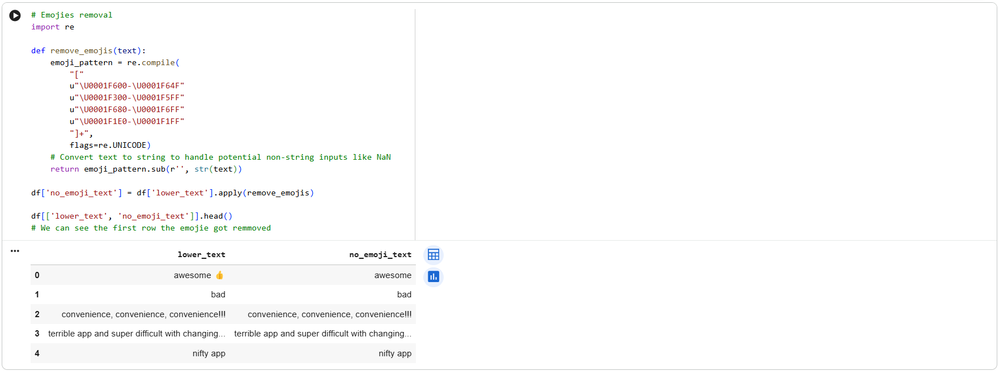 # Emojies removal
import re
def remove_emojis(text):
    emoji_pattern = re.compile(
        "["
        u"\U0001F600-\U0001F64F"
        u"\U0001F300-\U0001F5FF"
        u"\U0001F680-\U0001F6FF"
        u"\U0001F1E0-\U0001F1FF"
        "]+",
        flags=re.UNICODE)
    # Convert text to string to handle potential non-string inputs like NaN
    return emoji_pattern.sub(r'', str(text))
df['no_emoji_text'] = df['lower_text'].apply(remove_emojis)
df[['lower_text', 'no_emoji_text']].head()
# We can see the first row the emojie got remmoved
lower_text no_emoji_text
0 awesome 👍 awesome
1 bad bad
2 convenience, convenience, convenience!!! convenience, convenience, convenience!!!
3 terrible app and super difficult with changing... terrible app and super difficult with changing...
4 nifty app nifty app